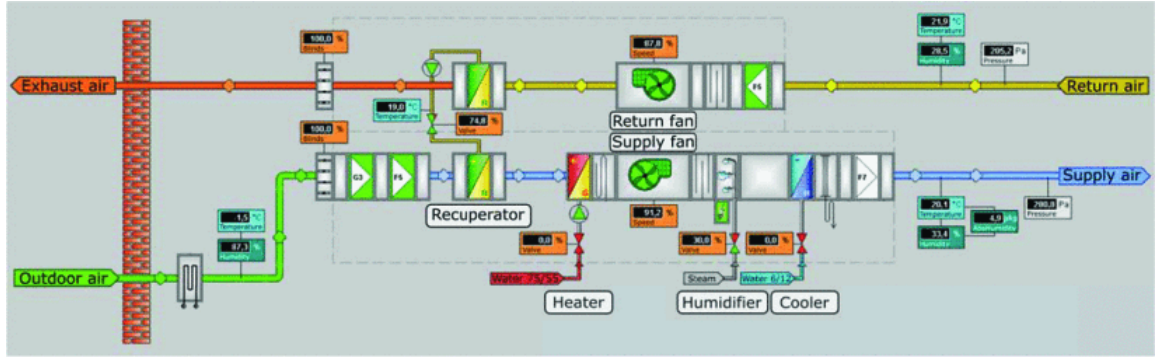 100,0 %
Blinds
87,8 %
Speed
21,9 °C
Temperature
28,5 %
Humidity
205,2 Pa
Pressure
Exhaust air
F5
Return air
19,0 °C
Temperature
74,8 %
Valve
Return fan
100,0 %
Blinds
Supply fan
G3
F5
F7
Supply air
Recuperator
91,2 %
Speed
20,1 °C
Temperature
4,9
200,8 Pa
Pressure
33,4 %
Humidity
1,5 °C
Temperature
87,3 %
Humidity
0,0 %
Valve
30,0 %
Valve
0,0 %
Valve
Outdoor air
Water 75/55
Steam
Water 6/12
Heater
Humidifier
Cooler